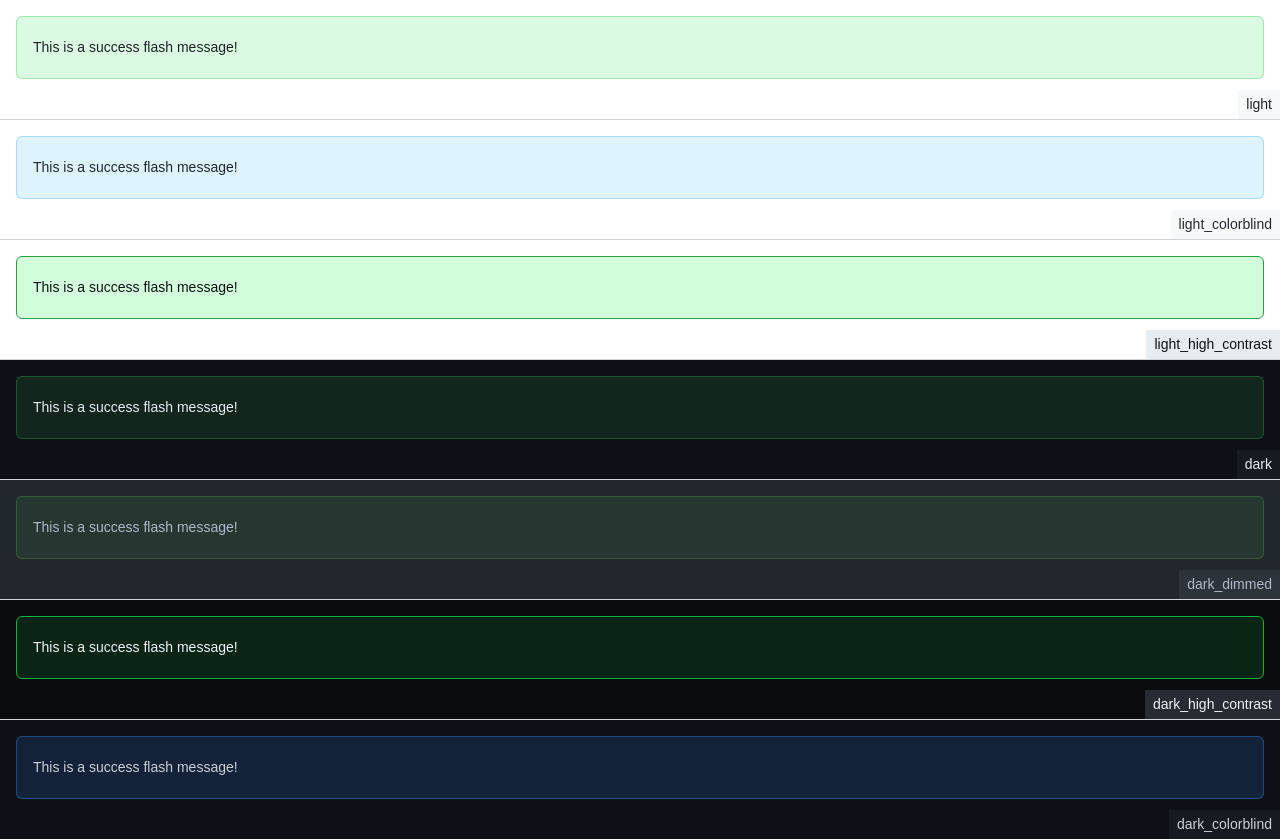 This is a success flash message!
light
This is a success flash message!
light_colorblind
This is a success flash message!
light_high_contrast
This is a success flash message!
dark
This is a success flash message!
dark_dimmed
This is a success flash message!
dark_high_contrast
This is a success flash message!
dark_colorblind